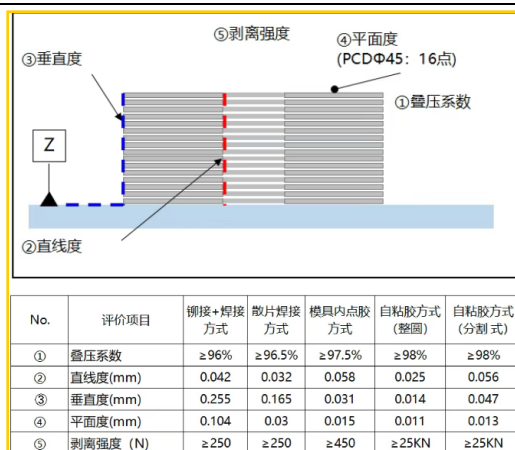 ⑤剥离强度
③垂直度
④平面度
(PCDΦ45：16点)
①叠压系数
Z
②直线度
No. 评价项目 铆接+焊接方式 散片焊接方式 模具内点胶方式 自粘胶方式(整圆) 自粘胶方式(分割式)
① 叠压系数 ≥96% ≥96.5% ≥97.5% ≥98% ≥98%
② 直线度(mm) 0.042 0.032 0.058 0.025 0.056
③ 垂直度(mm) 0.255 0.165 0.031 0.014 0.047
④ 平面度(mm) 0.104 0.03 0.015 0.011 0.013
⑤ 剥离强度（N) ≥250 ≥250 ≥450 ≥25KN ≥25KN